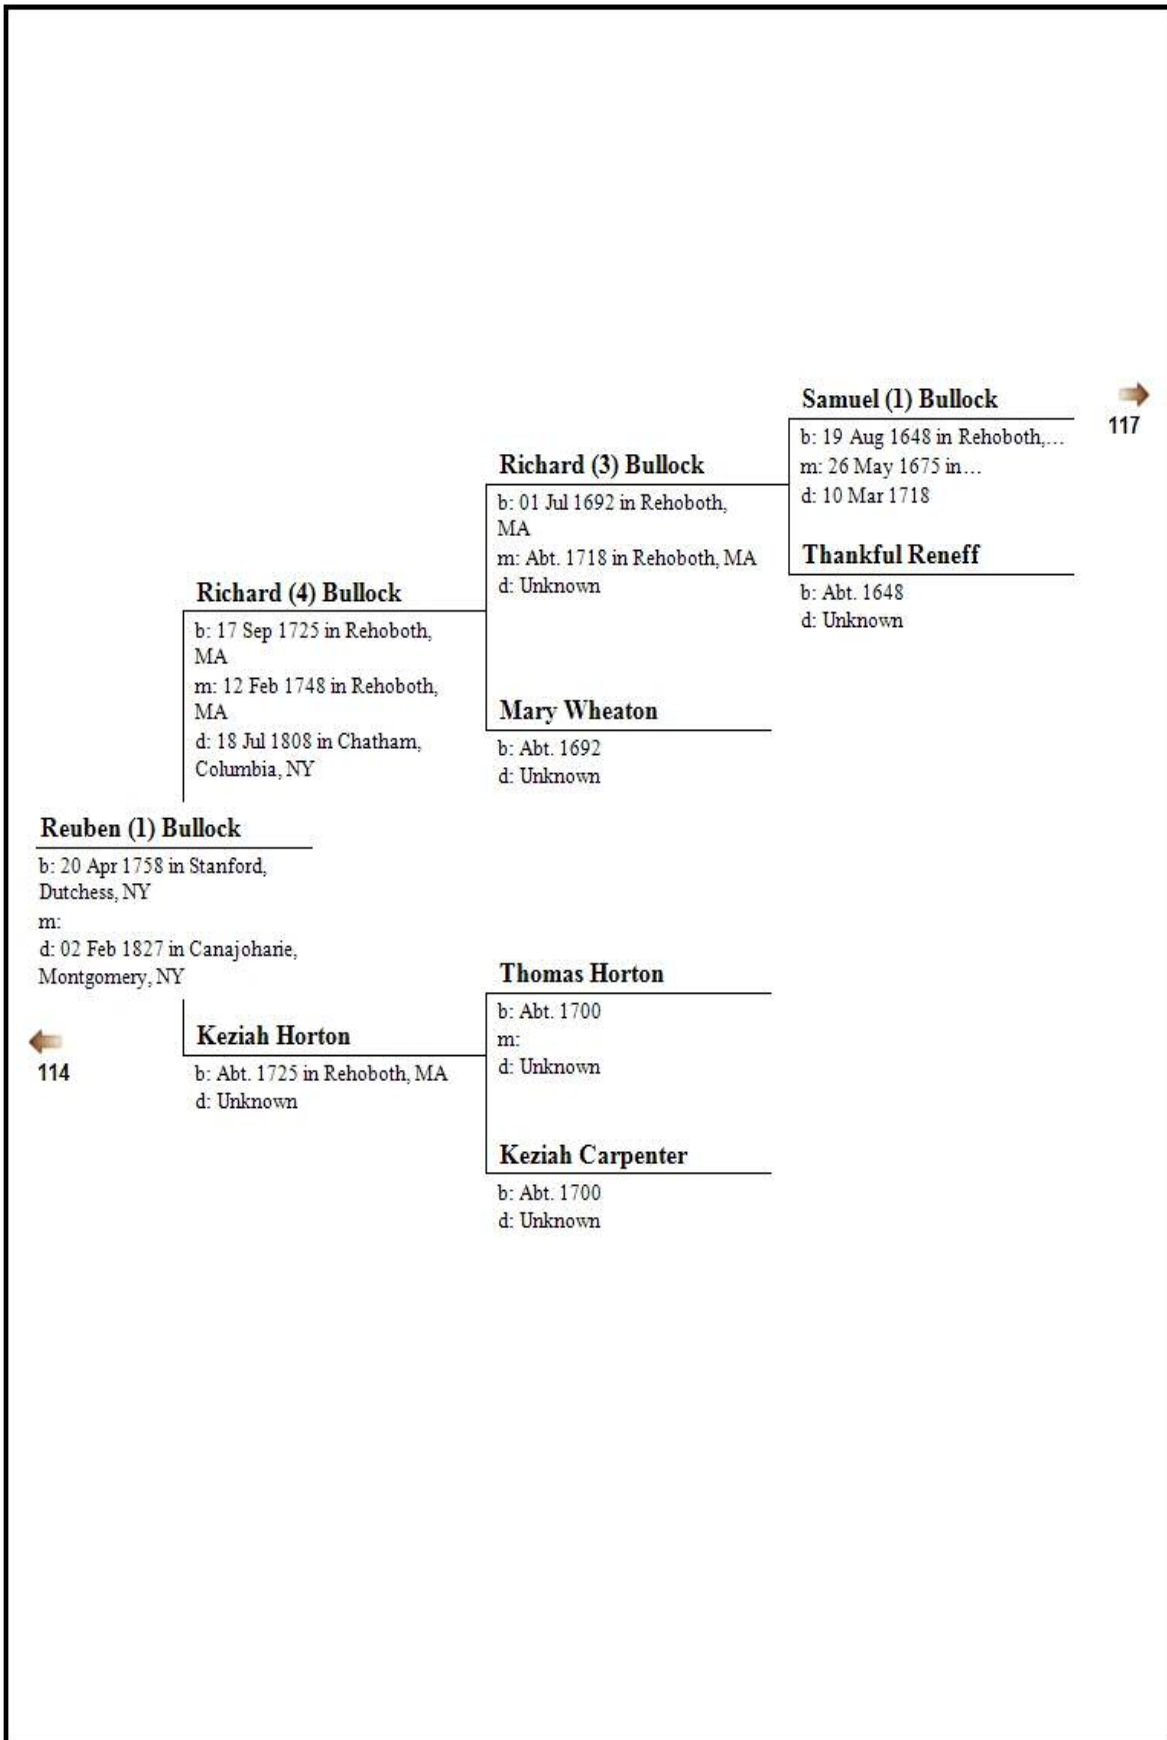 Samuel (1) Bullock
b: 19 Aug 1648 in Rehoboth,...
m: 26 May 1675 in...
d: 10 Mar 1718
117
Richard (3) Bullock
b: 01 Jul 1692 in Rehoboth,
MA
m: Abt. 1718 in Rehoboth, MA
d: Unknown
Thankful Reneff
b: Abt. 1648
d: Unknown
Richard (4) Bullock
b: 17 Sep 1725 in Rehoboth,
MA
m: 12 Feb 1748 in Rehoboth,
MA
d: 18 Jul 1808 in Chatham,
Columbia, NY
Mary Wheaton
b: Abt. 1692
d: Unknown
Reuben (1) Bullock
b: 20 Apr 1758 in Stanford,
Dutchess, NY
m:
d: 02 Feb 1827 in Canajoharie,
Montgomery, NY
Thomas Horton
b: Abt. 1700
m:
d: Unknown
114
Keziah Horton
b: Abt. 1725 in Rehoboth, MA
d: Unknown
Keziah Carpenter
b: Abt. 1700
d: Unknown